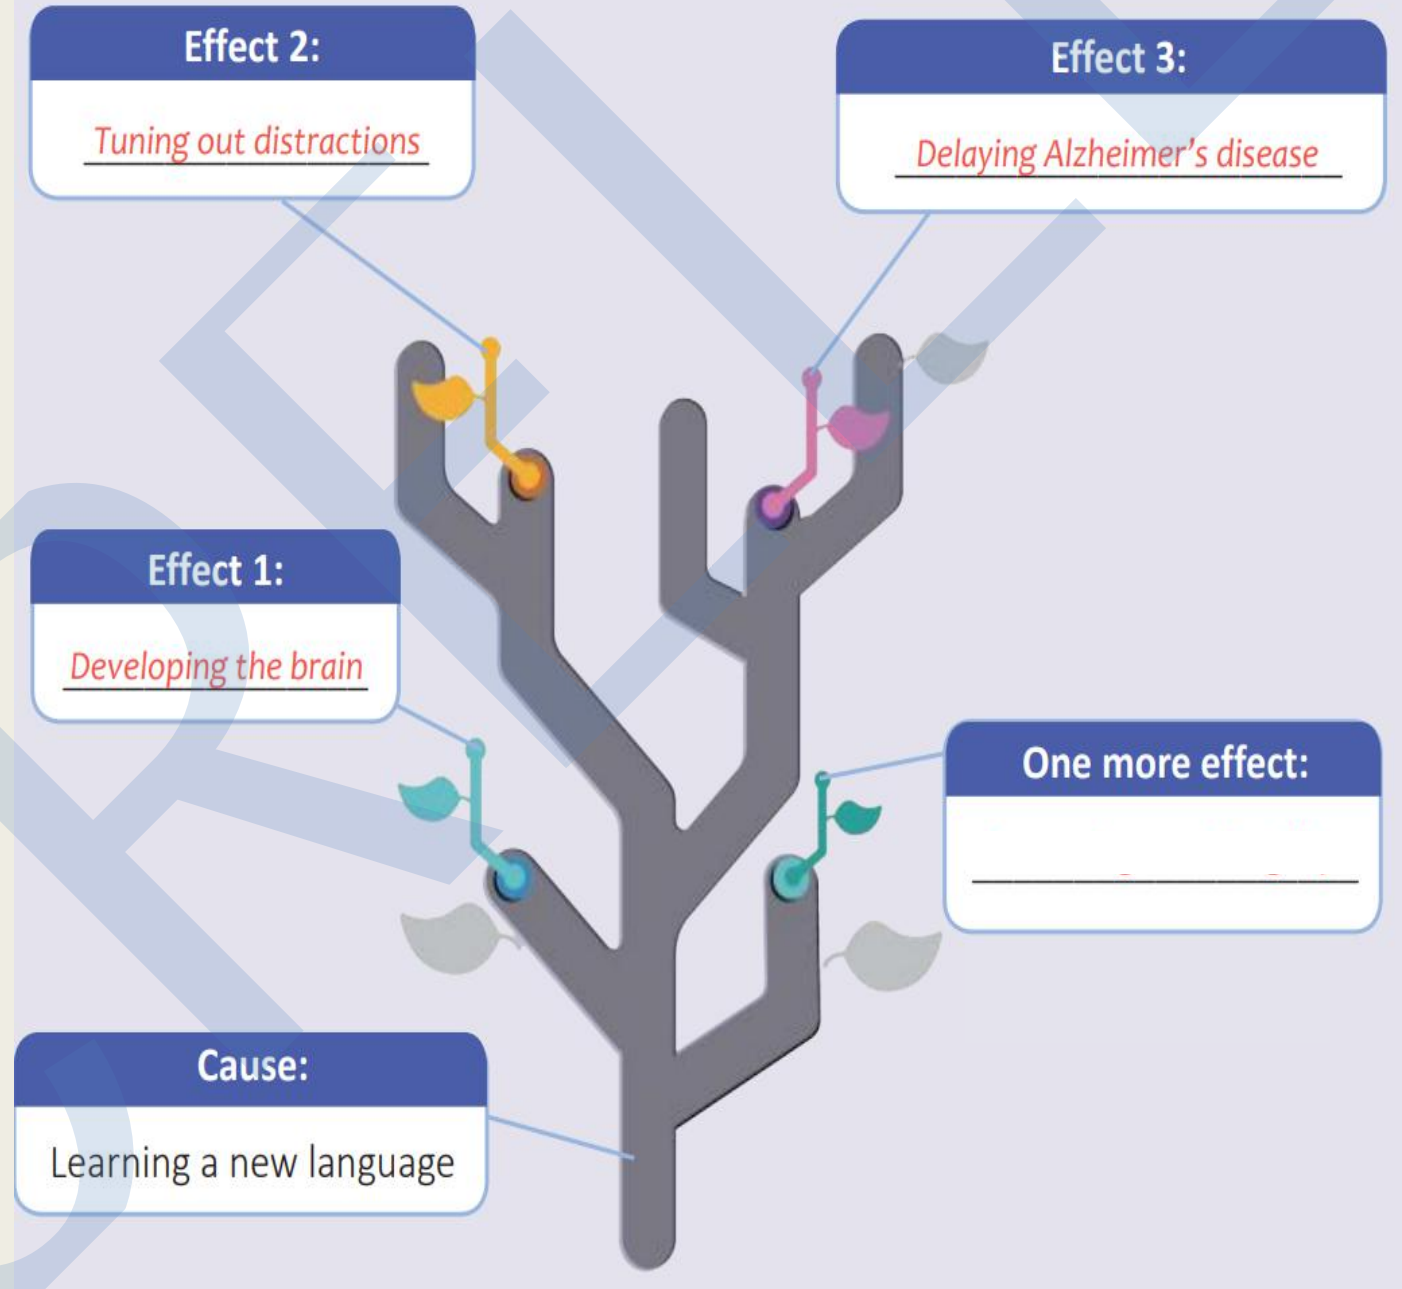 Effect 2:
Tuning out distractions
Effect 3:
Delaying Alzheimer's disease
Effect 1:
Developing the brain
One more effect:
Cause:
Learning a new language